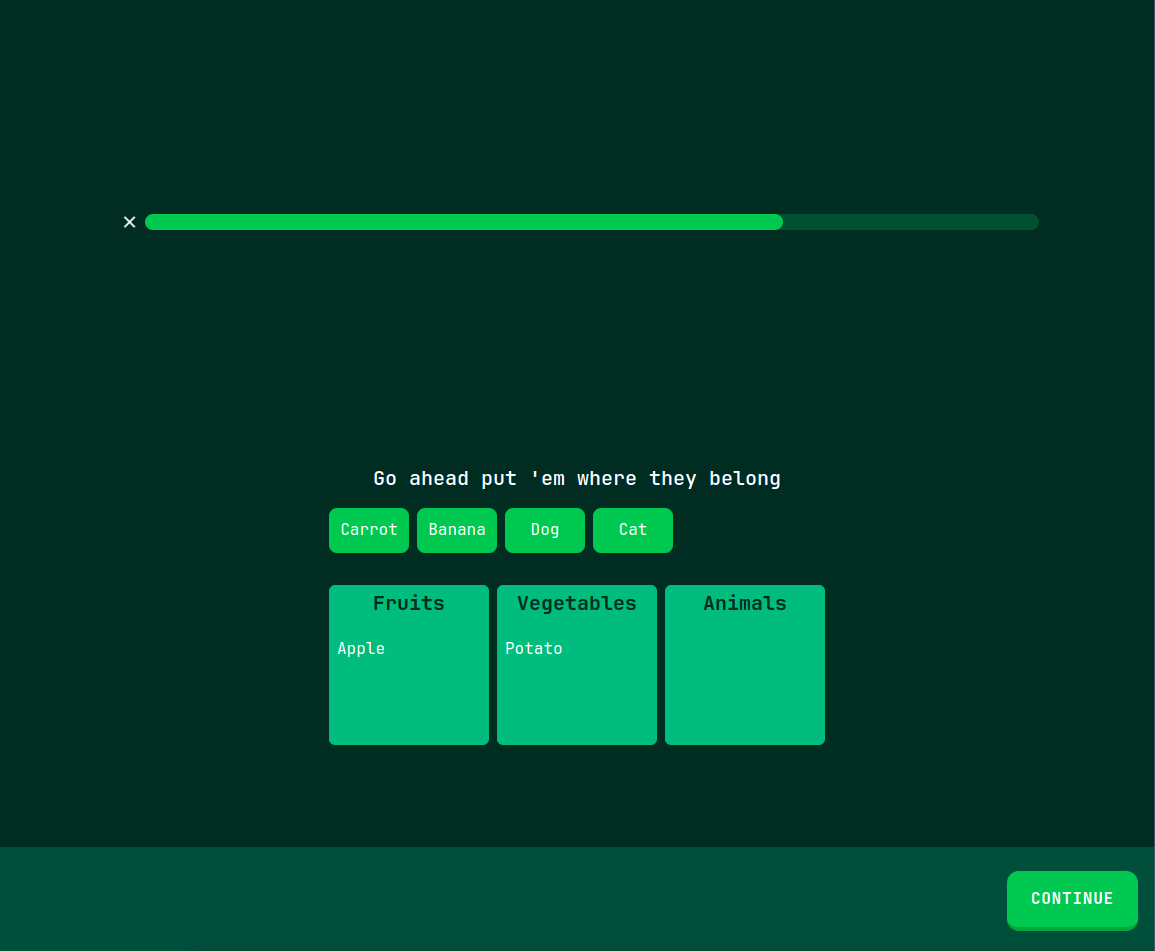 Go ahead put 'em where they belong
Carrot Banana Dog Cat
Fruits Vegetables Animals
Apple Potato
CONTINUE